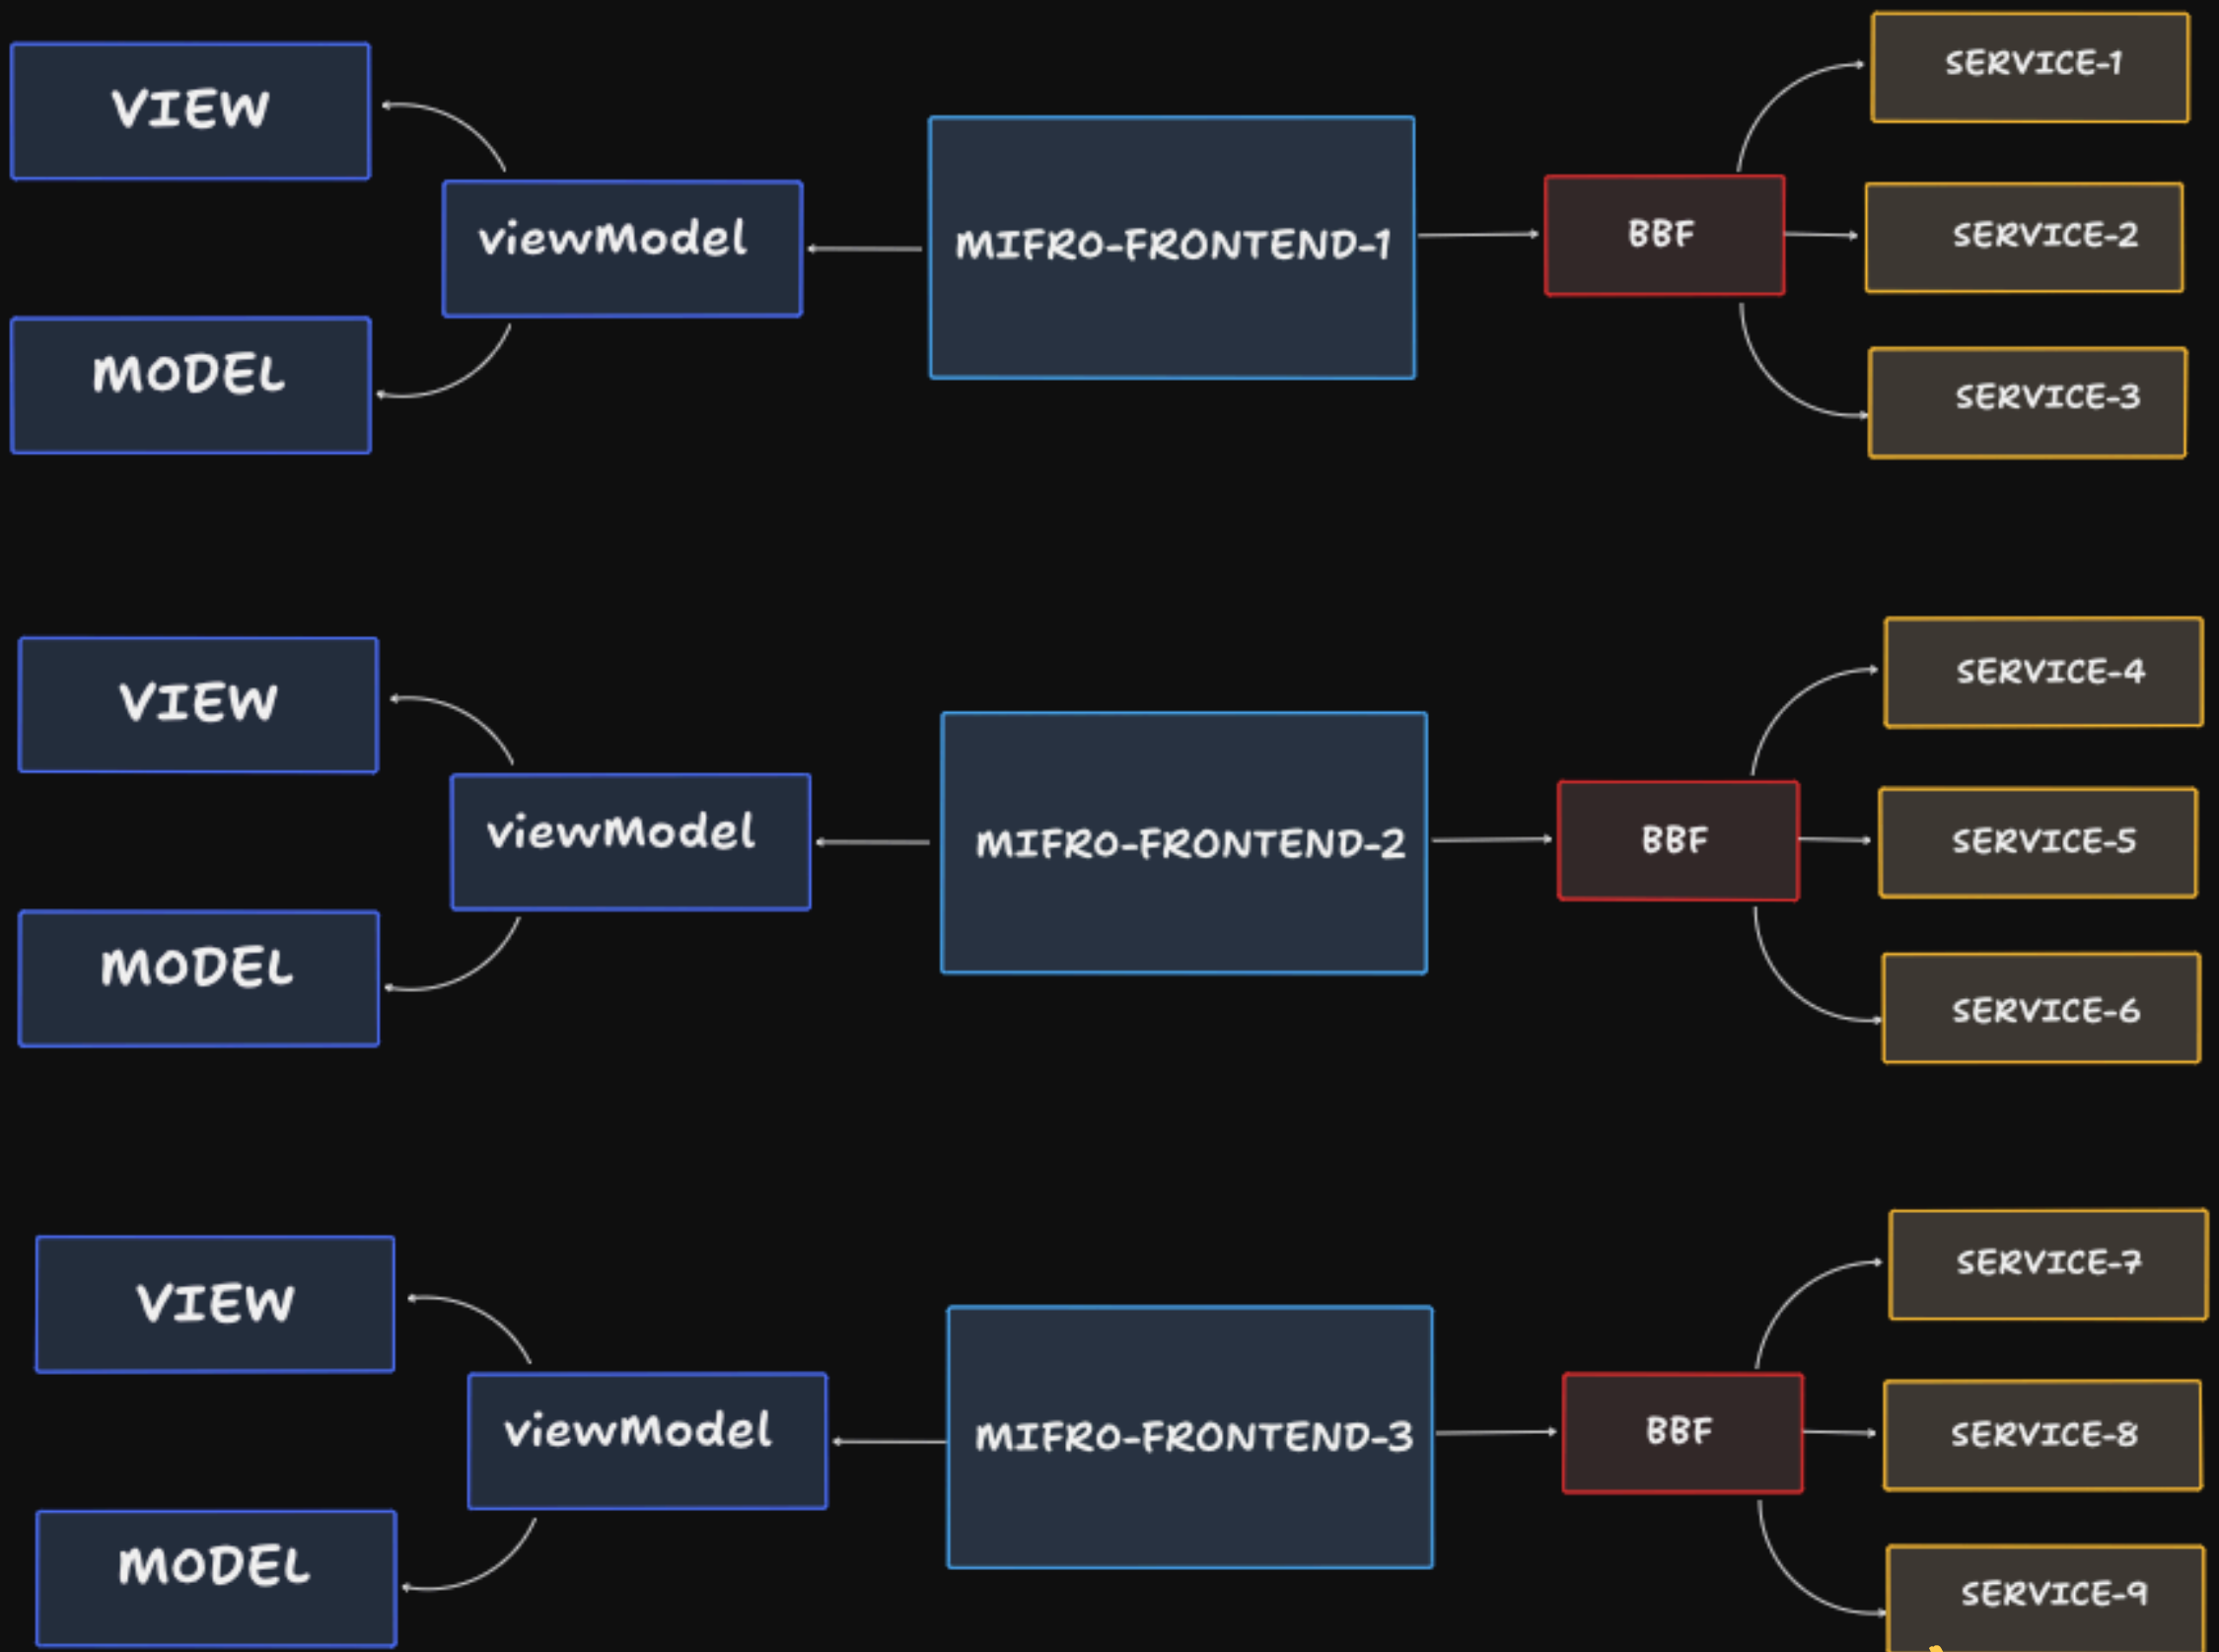 SERVICE-1
VIEW
viewModel
MIFRO-FRONTEND-1
BBF
SERVICE-2
MODEL
SERVICE-3
SERVICE-4
VIEW
viewModel
MIFRO-FRONTEND-2
BBF
SERVICE-5
MODEL
SERVICE-6
SERVICE-7
VIEW
viewModel
MIFRO-FRONTEND-3
BBF
SERVICE-8
MODEL
SERVICE-9